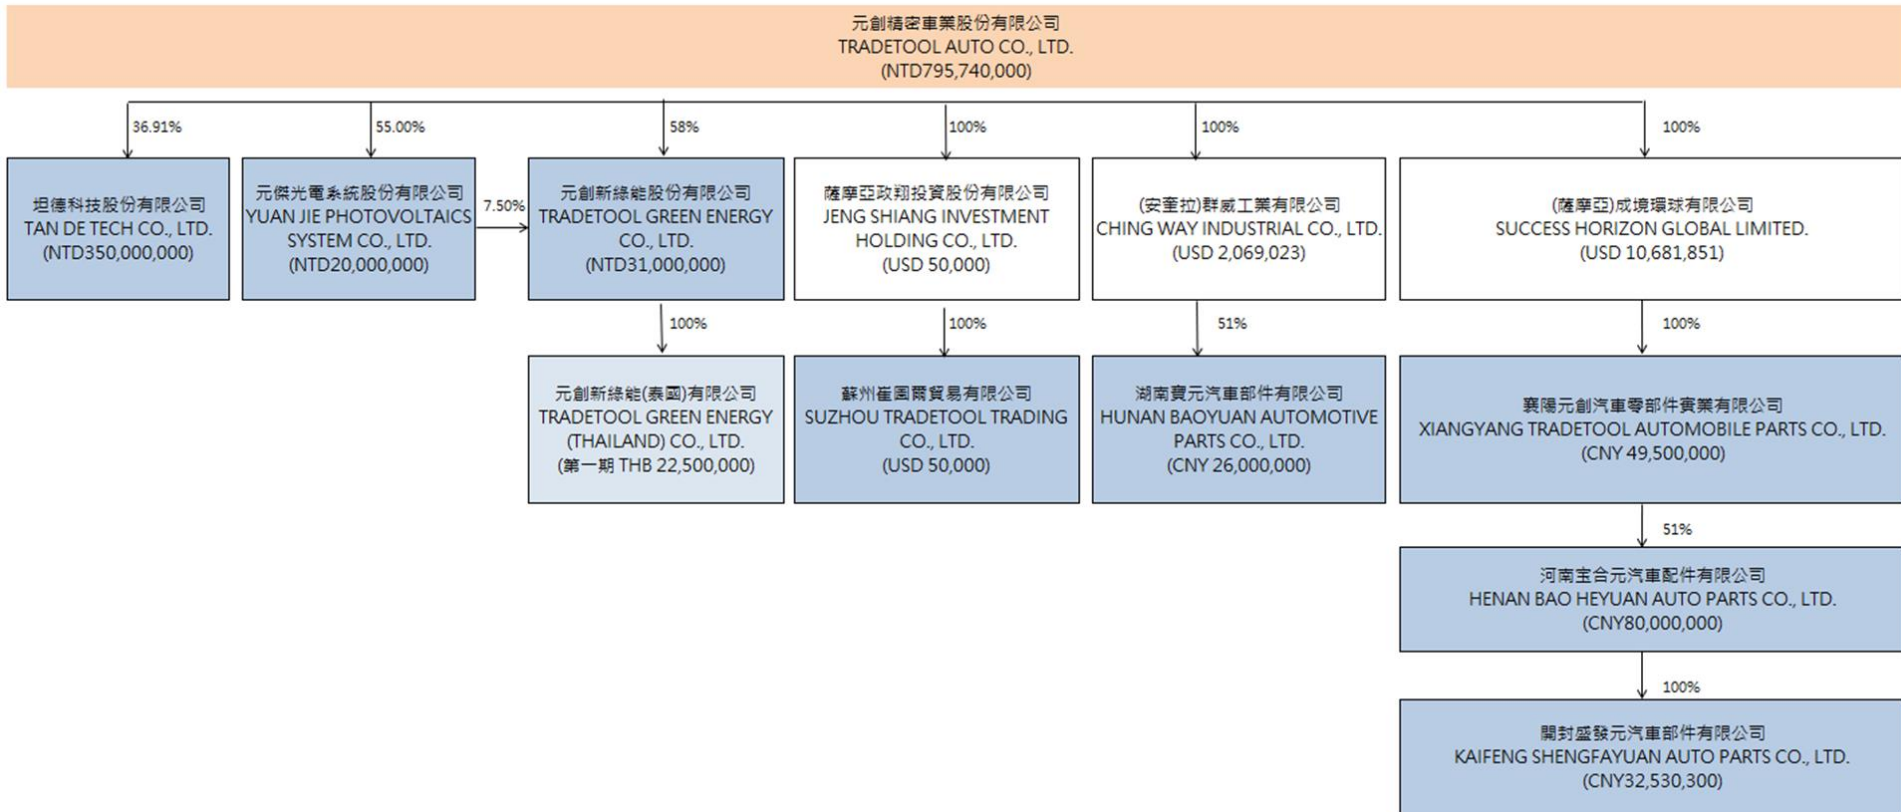 元創精密車業股份有限公司
TRADETOOL AUTO CO., LTD.
(NTD795,740,000)
36.91%
55.00%
58%
100%
100%
100%
坦德科技股份有限公司
TAN DE TECH CO., LTD.
(NTD350,000,000)
元傑光電系統股份有限公司
YUAN JIE PHOTOVOLTAICS
SYSTEM CO., LTD.
(NTD20,000,000)
7.50%
元創新綠能股份有限公司
TRADETOOL GREEN ENERGY
CO., LTD.
(NTD31,000,000)
薩摩亞政翔投資股份有限公司
JENG SHIANG INVESTMENT
HOLDING CO., LTD.
(USD 50,000)
(安奎拉)群威工業有限公司
CHING WAY INDUSTRIAL CO., LTD.
(USD 2,069,023)
(薩摩亞)成境環球有限公司
SUCCESS HORIZON GLOBAL LIMITED.
(USD 10,681,851)
100%
100%
51%
100%
元創新綠能(泰國)有限公司
TRADETOOL GREEN ENERGY
(THAILAND) CO., LTD.
(第一期 THB 22,500,000)
蘇州崔圖爾貿易有限公司
SUZHOU TRADETOOL TRADING
CO., LTD.
(USD 50,000)
湖南寶元汽車部件有限公司
HUNAN BAOYUAN AUTOMOTIVE
PARTS CO., LTD.
(CNY 26,000,000)
襄陽元創汽車零部件實業有限公司
XIANGYANG TRADETOOL AUTOMOBILE PARTS CO., LTD.
(CNY 49,500,000)
51%
河南宝合元汽車配件有限公司
HENAN BAO HEYUAN AUTO PARTS CO., LTD.
(CNY80,000,000)
100%
開封盛發元汽車部件有限公司
KAIFENG SHENGFAYUAN AUTO PARTS CO., LTD.
(CNY32,530,300)